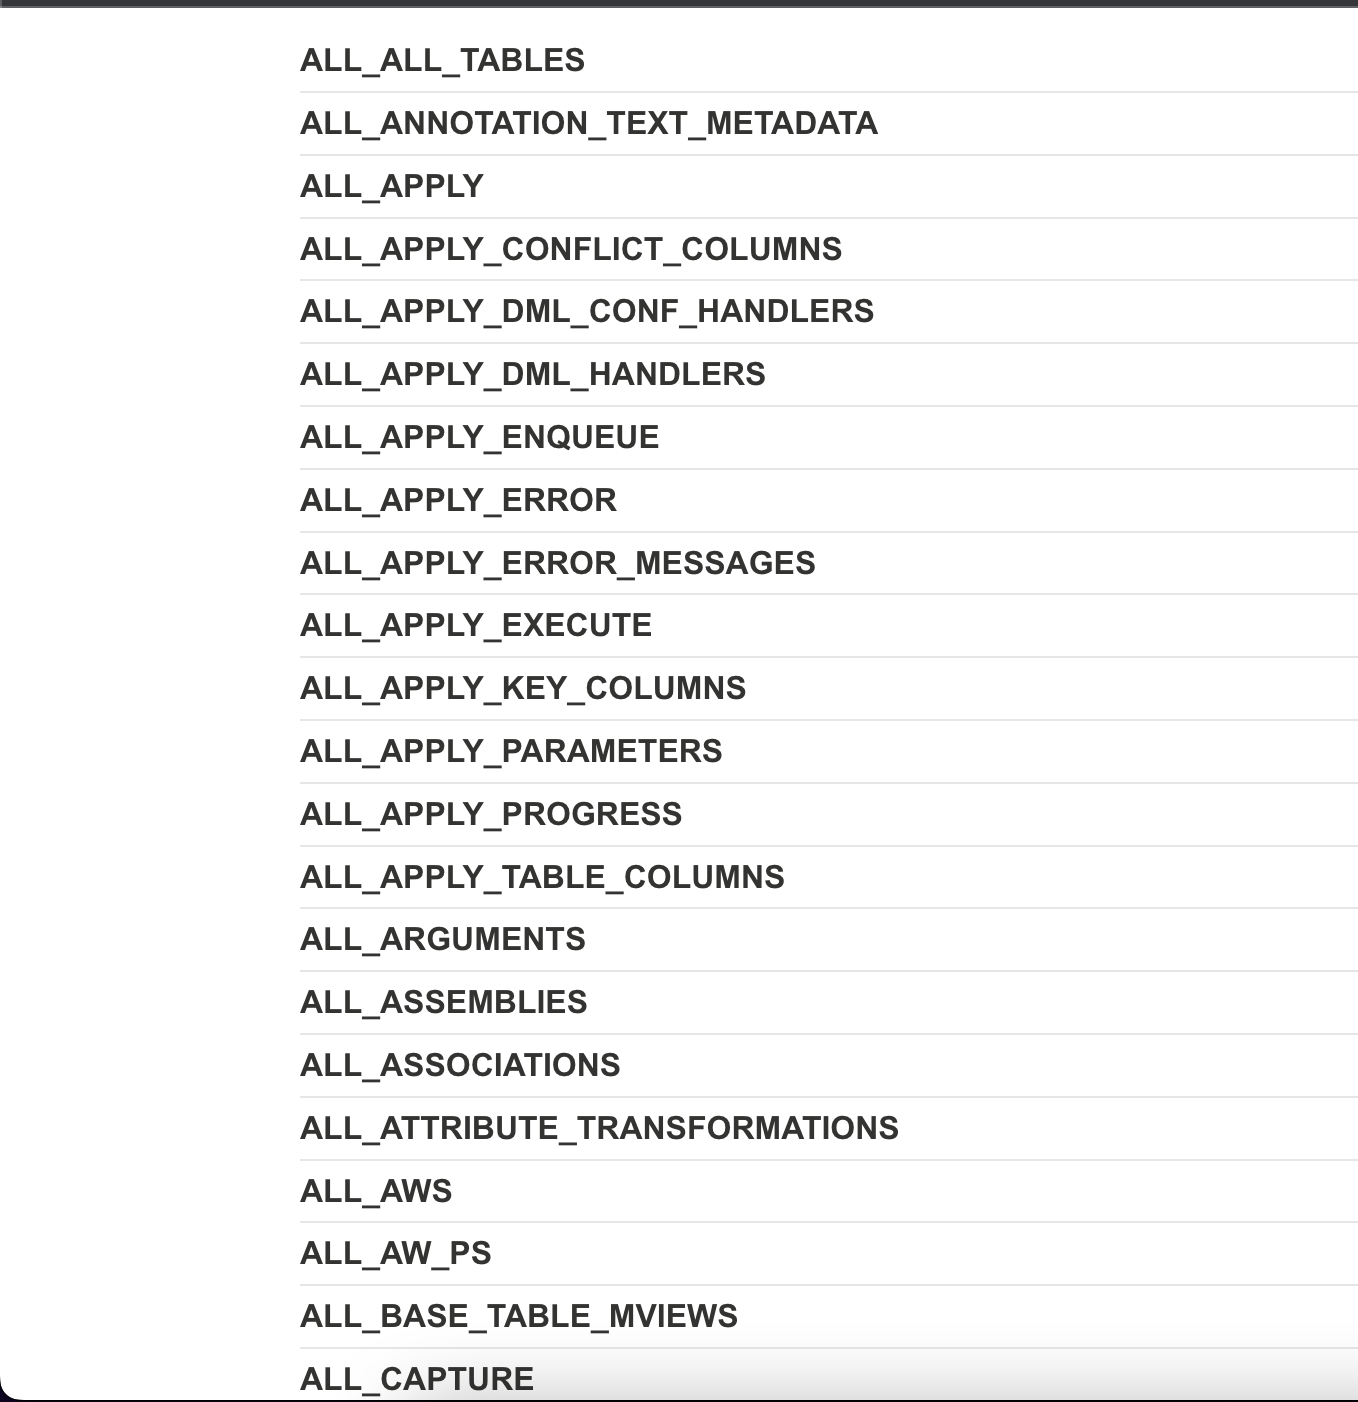 ALL_ALL_TABLES
ALL_ANNOTATION_TEXT_METADATA
ALL_APPLY
ALL_APPLY_CONFLICT_COLUMNS
ALL_APPLY_DML_CONF_HANDLERS
ALL_APPLY_DML_HANDLERS
ALL_APPLY_ENQUEUE
ALL_APPLY_ERROR
ALL_APPLY_ERROR_MESSAGES
ALL_APPLY_EXECUTE
ALL_APPLY_KEY_COLUMNS
ALL_APPLY_PARAMETERS
ALL_APPLY_PROGRESS
ALL_APPLY_TABLE_COLUMNS
ALL_ARGUMENTS
ALL_ASSEMBLIES
ALL_ASSOCIATIONS
ALL_ATTRIBUTE_TRANSFORMATIONS
ALL_AWS
ALL_AW_PS
ALL_BASE_TABLE_MVIEWS
ALL_CAPTURE